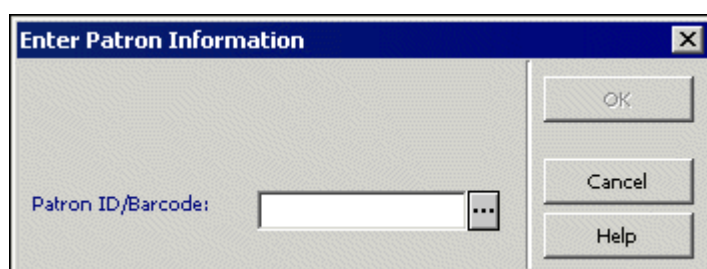 Enter Patron Information
OK
Patron ID/Barcode:
...
Cancel
Help